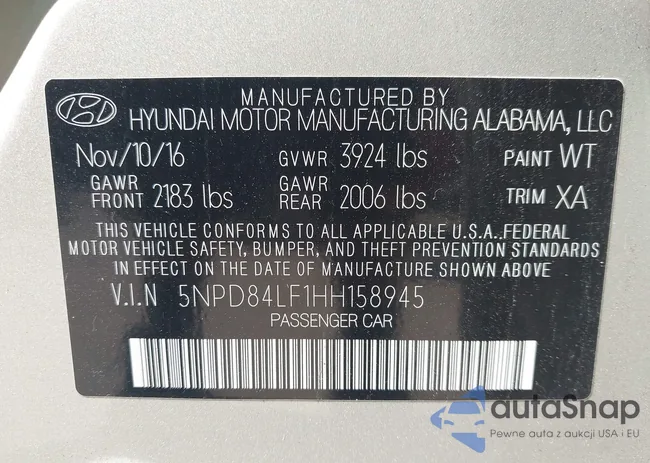 MANUFACTURED BY
HYUNDAI MOTOR MANUFACTURING ALABAMA, LLC
Nov/10/16 GVWR 3924 lbs PAINT WT
GAWR FRONT 2183 lbs GAWR REAR 2006 lbs TRIM XA
THIS VEHICLE CONFORMS TO ALL APPLICABLE U.S.A. FEDERAL
MOTOR VEHICLE SAFETY, BUMPER, AND THEFT PREVENTION STANDARDS
IN EFFECT ON THE DATE OF MANUFACTURE SHOWN ABOVE.
V.I.N 5NPD84LF1HH158945
PASSENGER CAR
autaSnap
Pewne auta z aukcji USA i EU